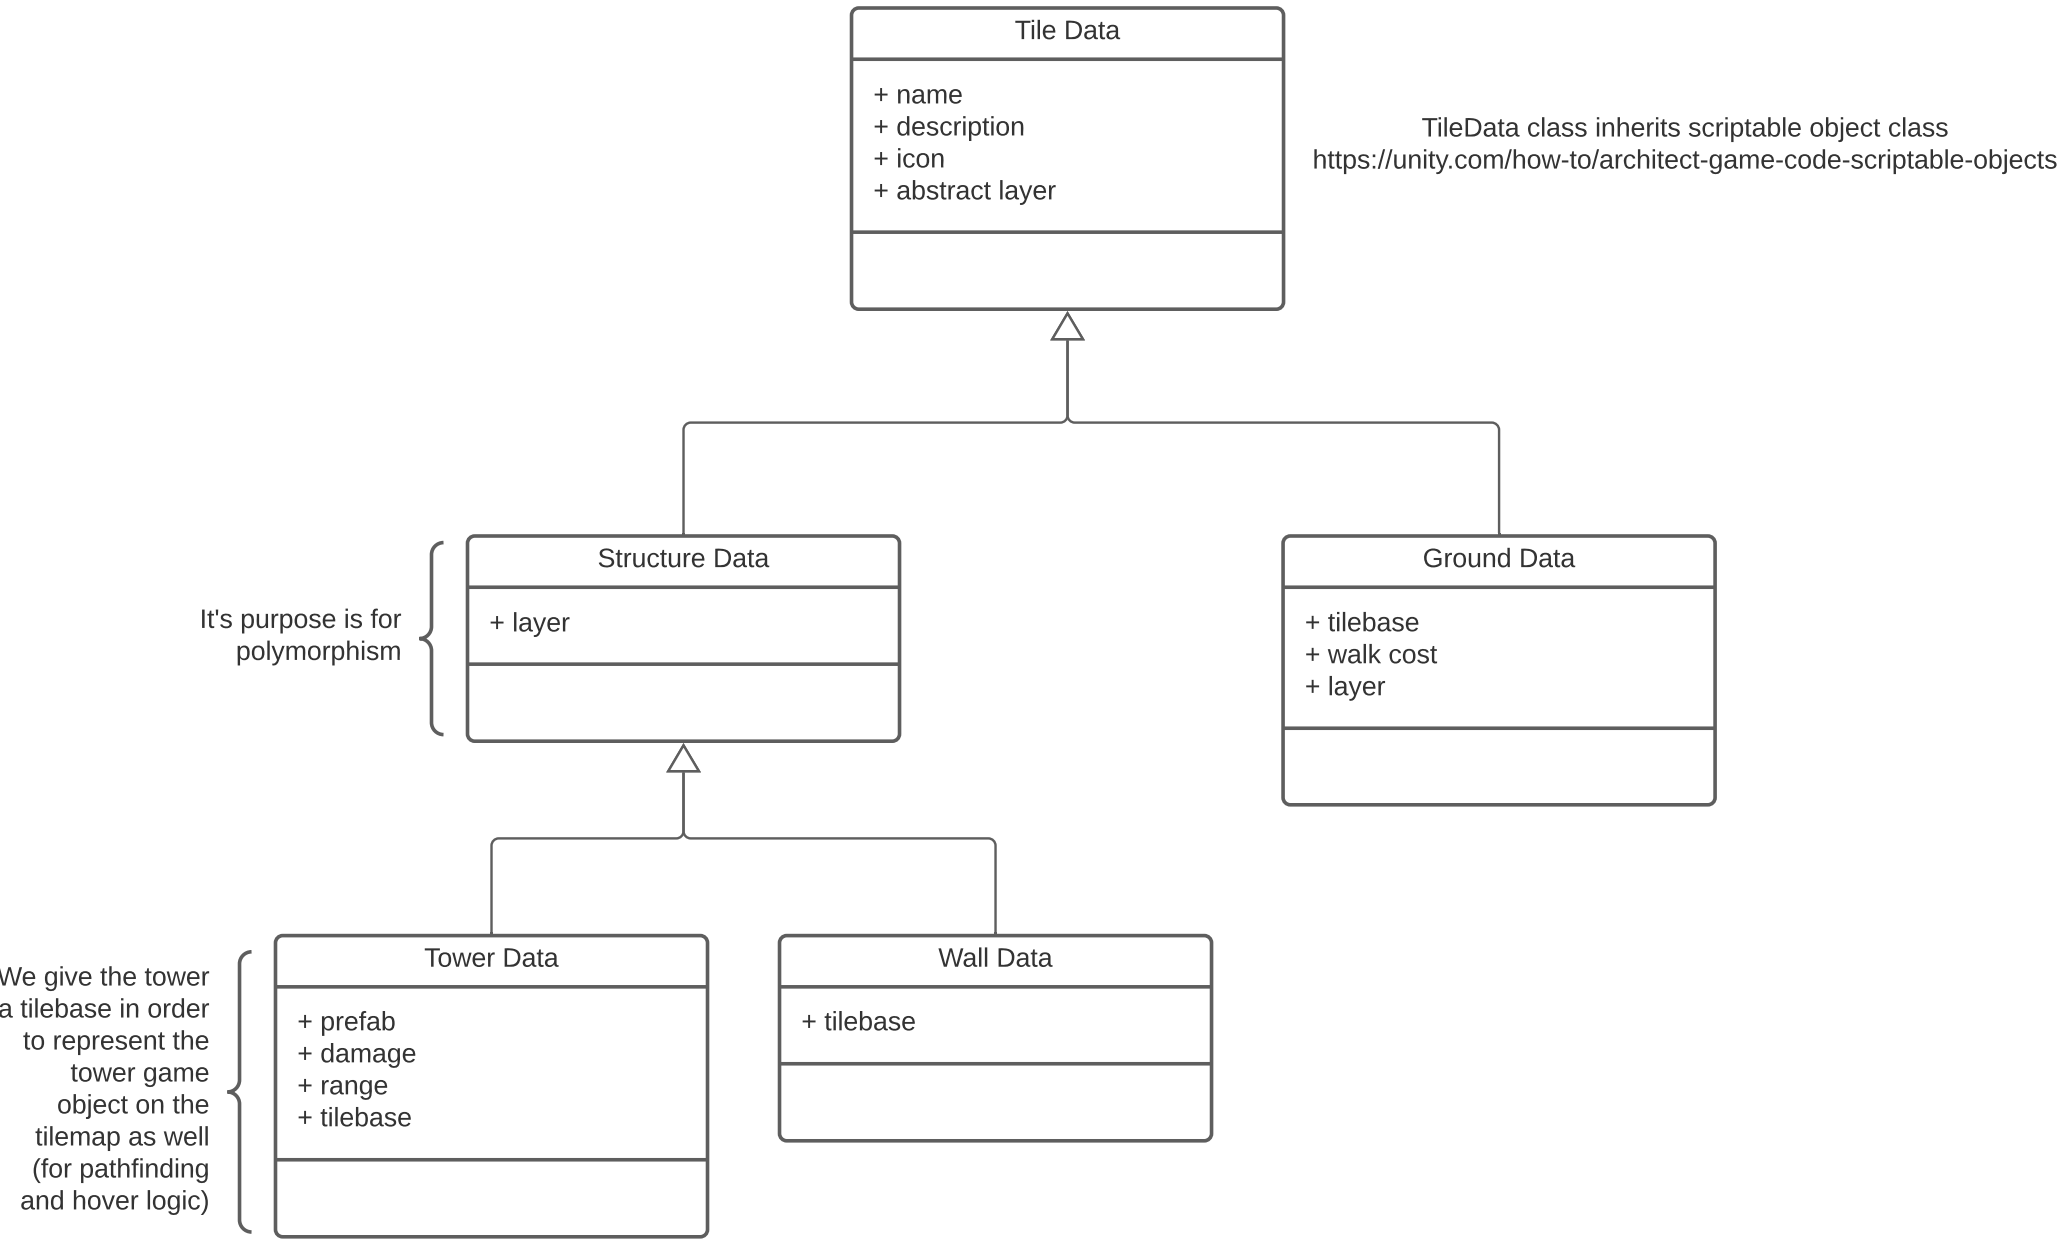 Tile Data
+ name
+ description
+ icon
+ abstract layer
TileData class inherits scriptable object class
https://unity.com/how-to/architect-game-code-scriptable-objects
It's purpose is for
polymorphism
Structure Data
+ layer
Ground Data
+ tilebase
+ walk cost
+ layer
We give the tower
a tilebase in order
to represent the
tower game
object on the
tilemap as well
(for pathfinding
and hover logic)
Tower Data
+ prefab
+ damage
+ range
+ tilebase
Wall Data
+ tilebase